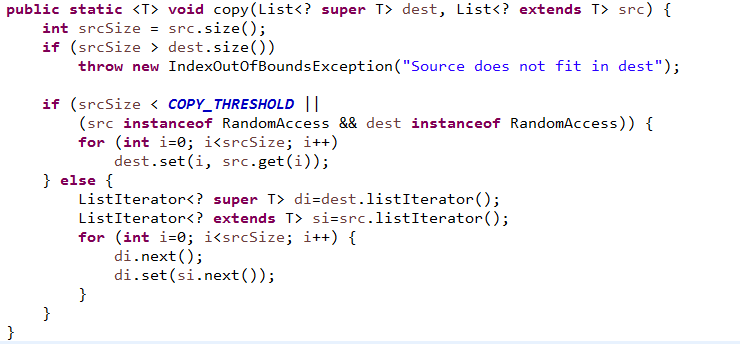 public static <T> void copy(List<? super T> dest, List<? extends T> src) {
    int srcSize = src.size();
    if (srcSize > dest.size())
        throw new IndexOutOfBoundsException("Source does not fit in dest");

    if (srcSize < COPY_THRESHOLD ||
        (src instanceof RandomAccess && dest instanceof RandomAccess)) {
        for (int i=0; i<srcSize; i++)
            dest.set(i, src.get(i));
    } else {
        ListIterator<? super T> di=dest.listIterator();
        ListIterator<? extends T> si=src.listIterator();
        for (int i=0; i<srcSize; i++) {
            di.next();
            di.set(si.next());
        }
    }
}